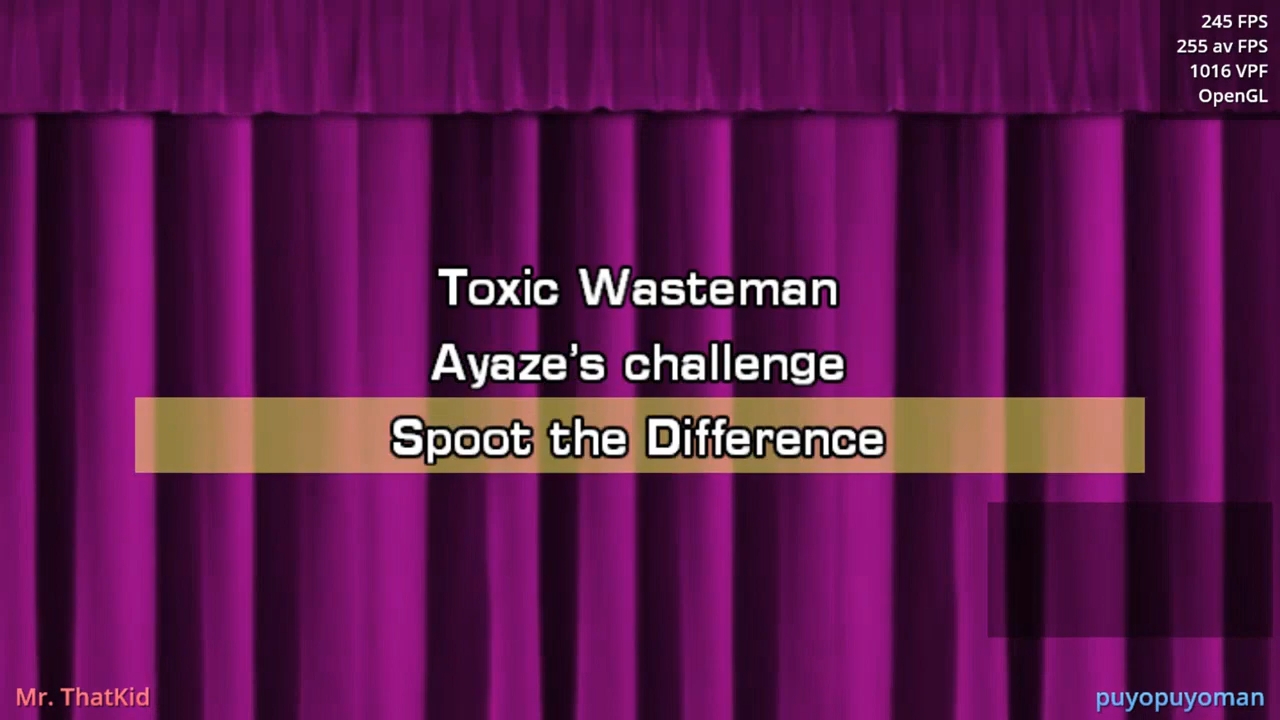 245 FPS
255 av FPS
1016 VPF
OpenGL
Toxic Wasteman
Ayaze's challenge
Spoot the Difference
Mr. ThatKid
puyopuyoman